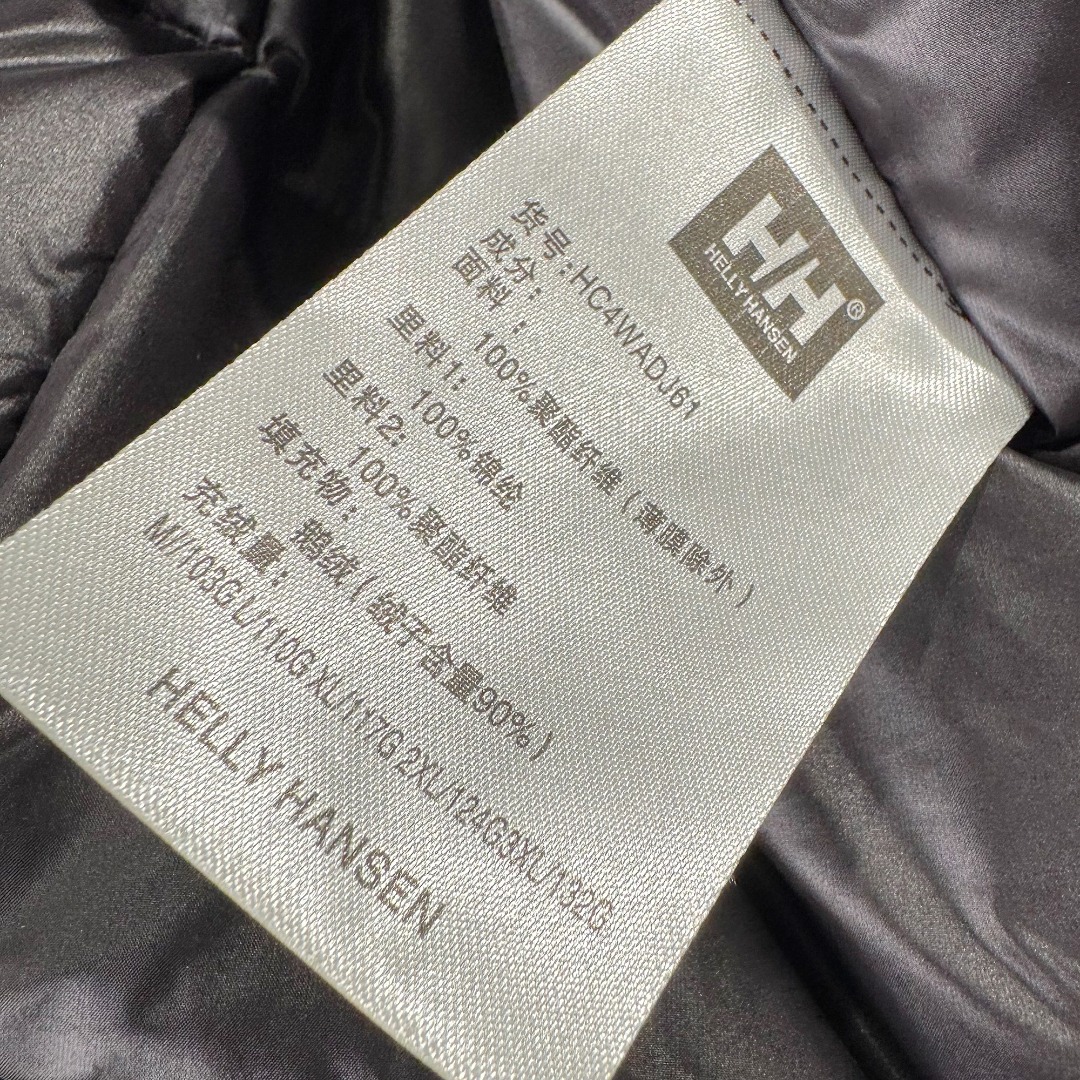 HH®
HELLY HANSEN
货号:HC4WADJ61
成分:
面料: 100%聚酯纤维(薄膜除外)
里料1: 100%锦纶
里料2: 100%聚酯纤维
填充物: 鹅绒(绒子含量90%)
充绒量:
M//103G L/110G XL/117G.2XL/124G3XL/132G
HELLY HANSEN